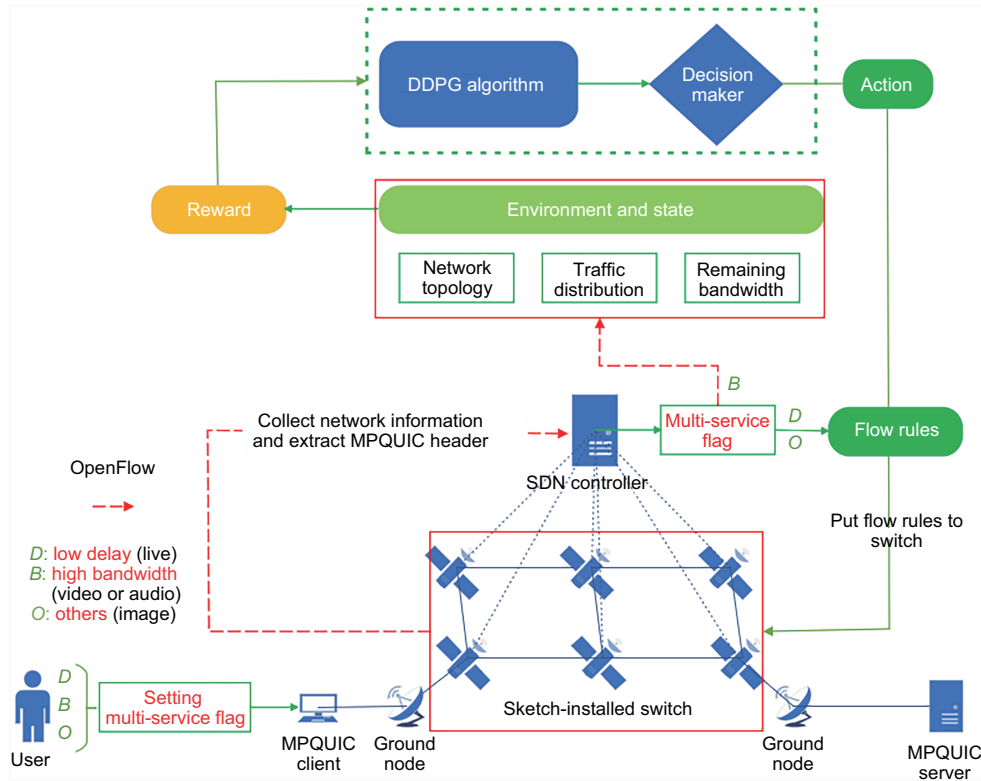 DDPG algorithm
Decision
maker
Action
Reward
Environment and state
Network
topology
Traffic
distribution
Remaining
bandwidth
B
Collect network information
and extract MPQUIC header
Multi-service
flag
D
O
Flow rules
OpenFlow
SDN controller
Put flow rules to
switch
D: low delay (live)
B: high bandwidth
(video or audio)
O: others (image)
D
B
O
Setting
multi-service flag
Sketch-installed switch
User
MPQUIC
client
Ground
node
Ground
node
MPQUIC
server